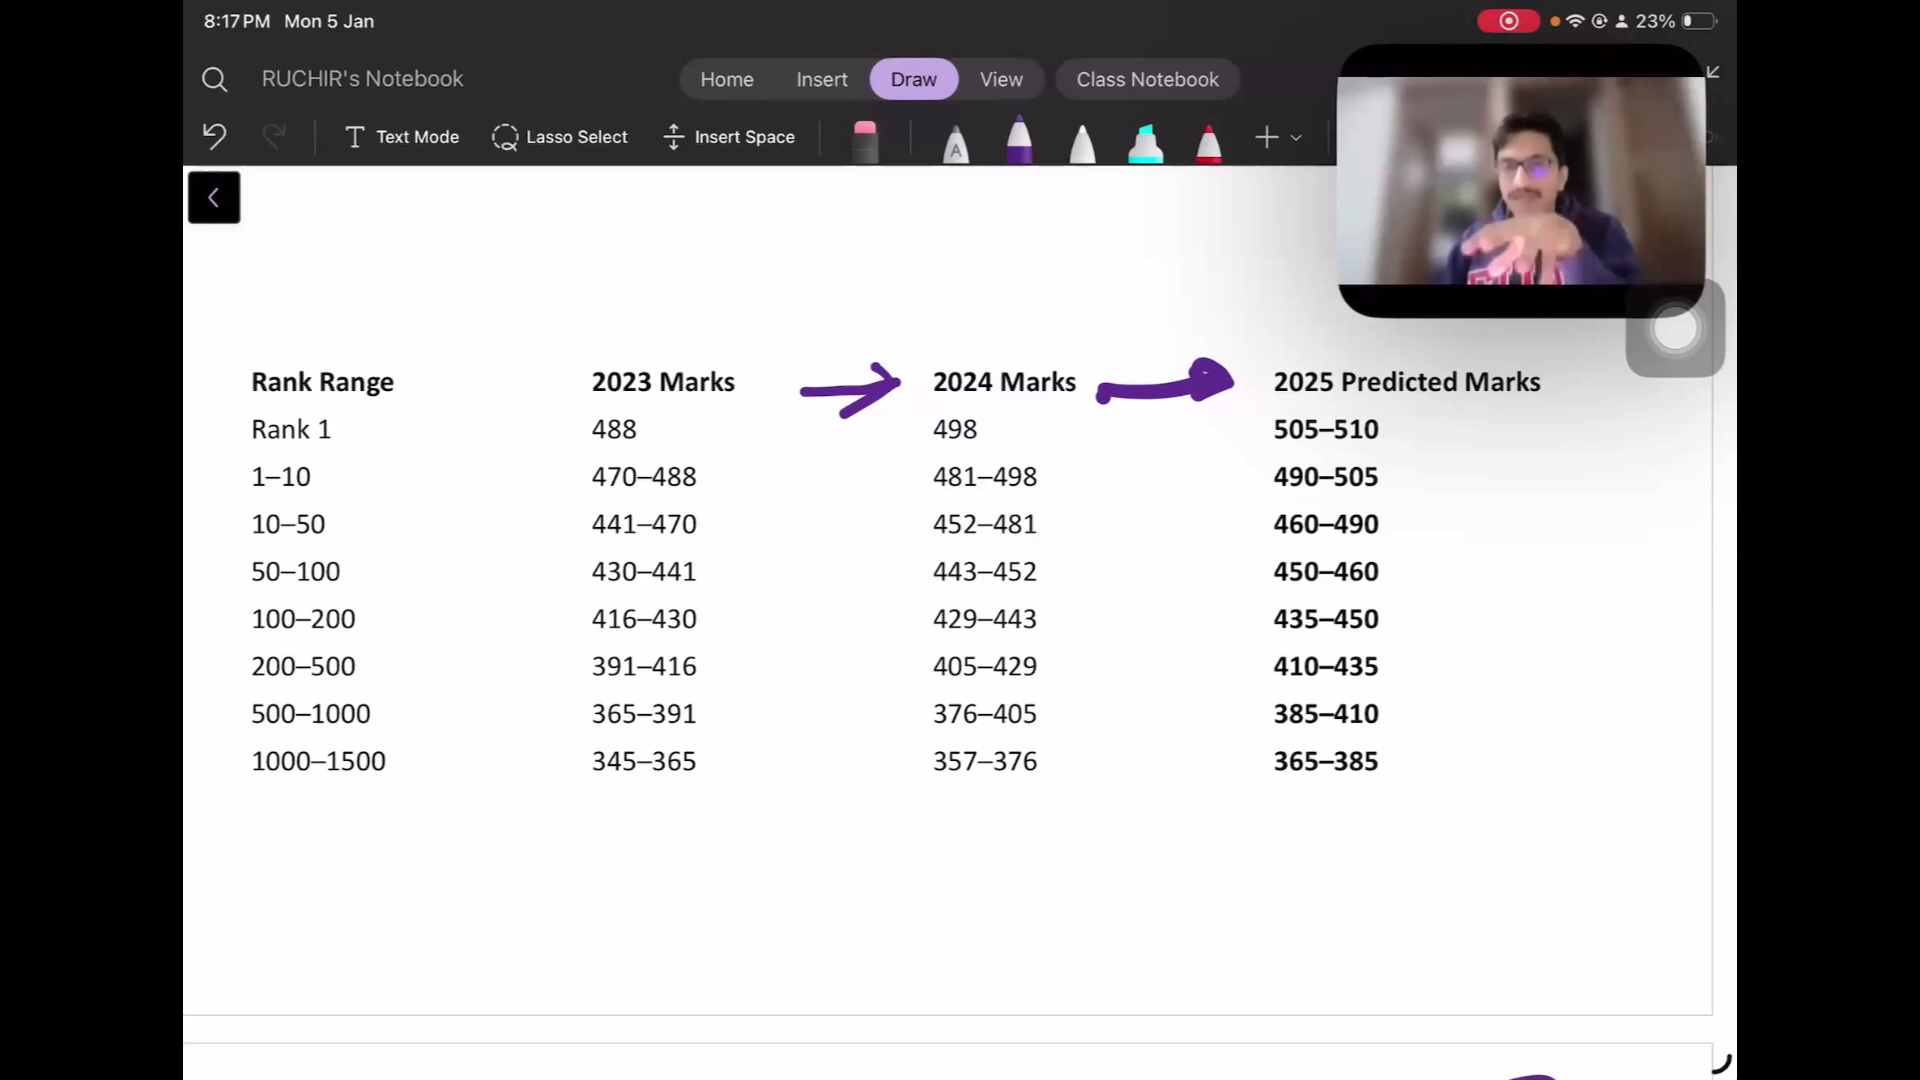 8:17 PM Mon 5 Jan
23%
RUCHIR's Notebook
Home Insert Draw View Class Notebook
Text Mode Lasso Select Insert Space
A
Rank Range 2023 Marks 2024 Marks 2025 Predicted Marks
Rank 1 488 498 505–510
1–10 470–488 481–498 490–505
10–50 441–470 452–481 460–490
50–100 430–441 443–452 450–460
100–200 416–430 429–443 435–450
200–500 391–416 405–429 410–435
500–1000 365–391 376–405 385–410
1000–1500 345–365 357–376 365–385